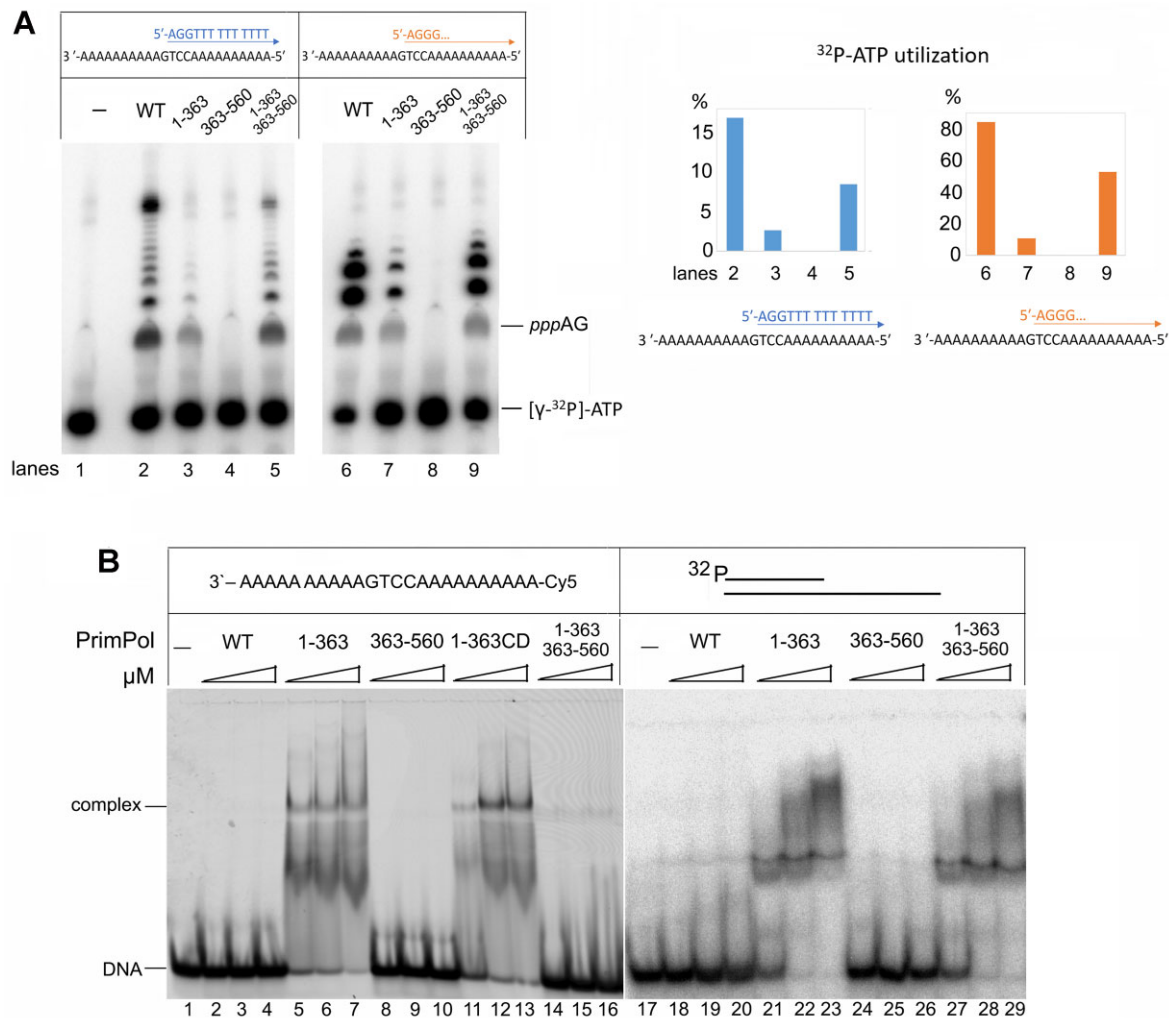 A
5'-AGGTTT TTT TTTT
3'-AAAAAAAAAAGTCCAAAAAAAAAA-5'
5'-AGGG...
3'-AAAAAAAAAAGTCCAAAAAAAAAA-5'
– WT 1-363 363-560 1-363 363-560
WT 1-363 363-560 1-363 363-560
pppAG
[γ-³²P]-ATP
lanes 1 2 3 4 5 6 7 8 9
³²P-ATP utilization
%
15
10
5
0
lanes 2 3 4 5
%
80
60
40
20
0
6 7 8 9
5'-AGGTTT TTT TTTT
3'-AAAAAAAAAAGTCCAAAAAAAAAA-5'
5'-AGGG...
3'-AAAAAAAAAAGTCCAAAAAAAAAA-5'
B
3`– AAAAA AAAAAGTCCAAAAAAAAAA-Cy5
³²P
PrimPol – WT 1-363 363-560 1-363CD 1-363 363-560 – WT 1-363 363-560 1-363 363-560
µM
complex
DNA
1 2 3 4 5 6 7 8 9 10 11 12 13 14 15 16 17 18 19 20 21 22 23 24 25 26 27 28 29